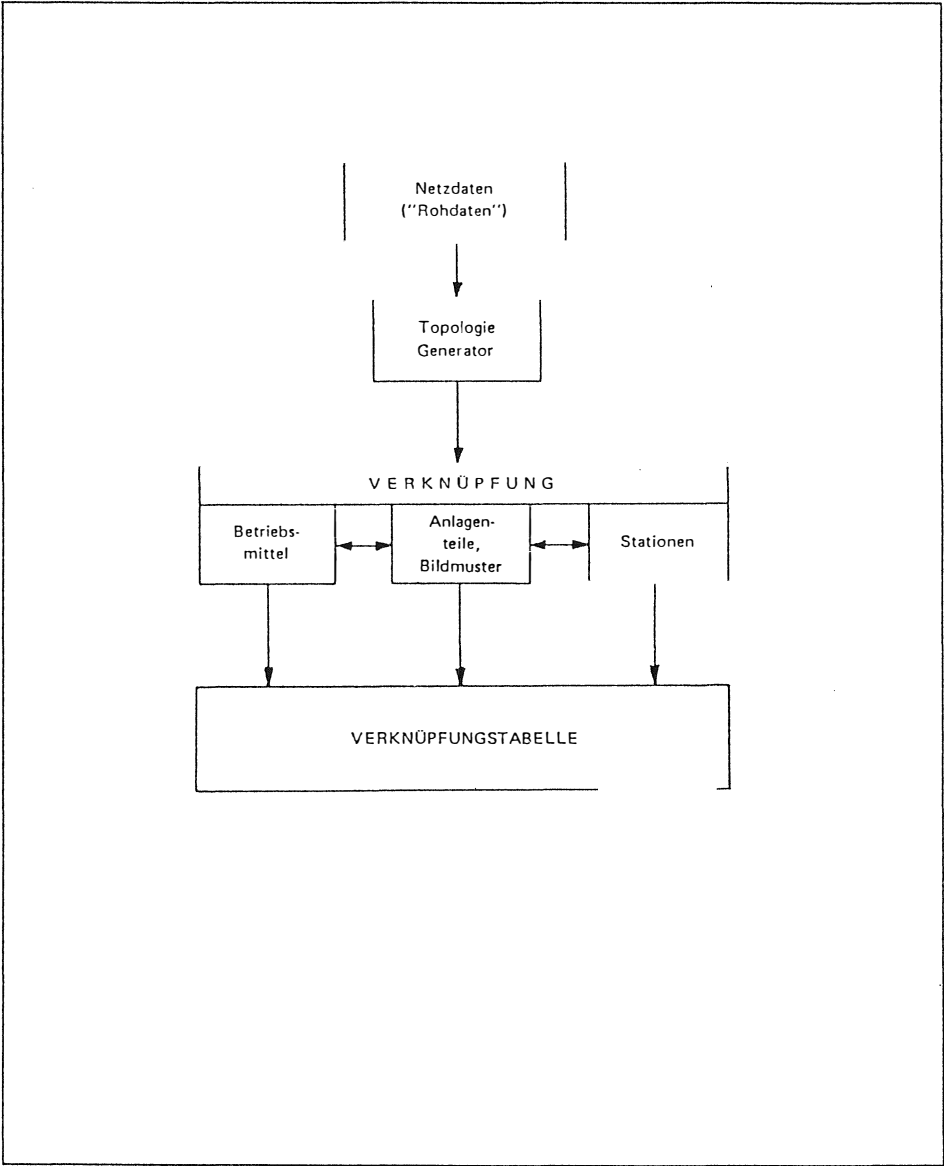 Netzdaten
(''Rohdaten'')
Topologie
Generator
VERKNÜPFUNG
Betriebs-
mittel
Anlagen-
teile,
Bildmuster
Stationen
VERKNÜPFUNGSTABELLE